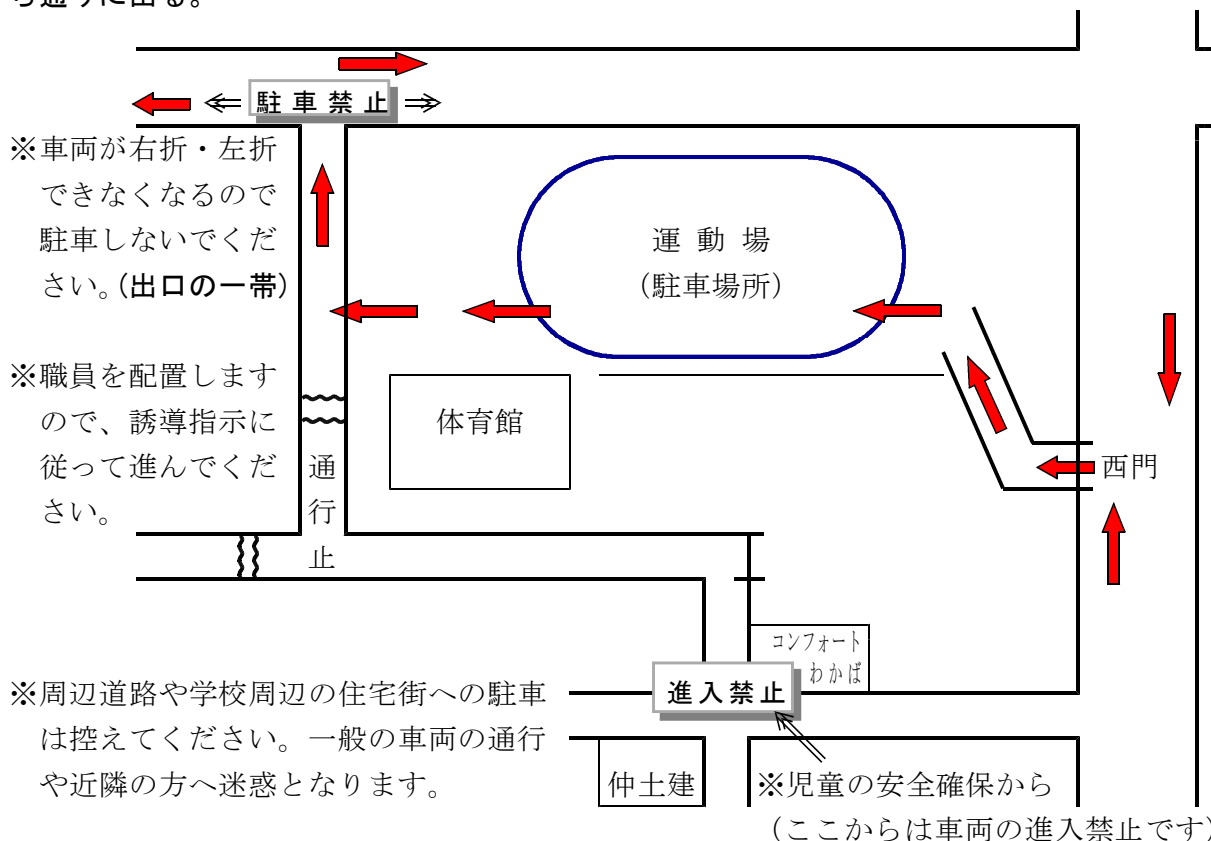 ら通りに出る。
駐車禁止
※車両が右折・左折
できなくなるので
駐車しないでくだ
さい。(出口の一帯)
運動場
(駐車場所)
※職員を配置します
ので、誘導指示に
従って進んでくだ
さい。
体育館
通行止
西門
コンフォート
わかば
進入禁止
※周辺道路や学校周辺の住宅街への駐車
は控えてください。一般の車両の通行
や近隣の方へ迷惑となります。
仲土建
※児童の安全確保から
(ここからは車両の進入禁止です)